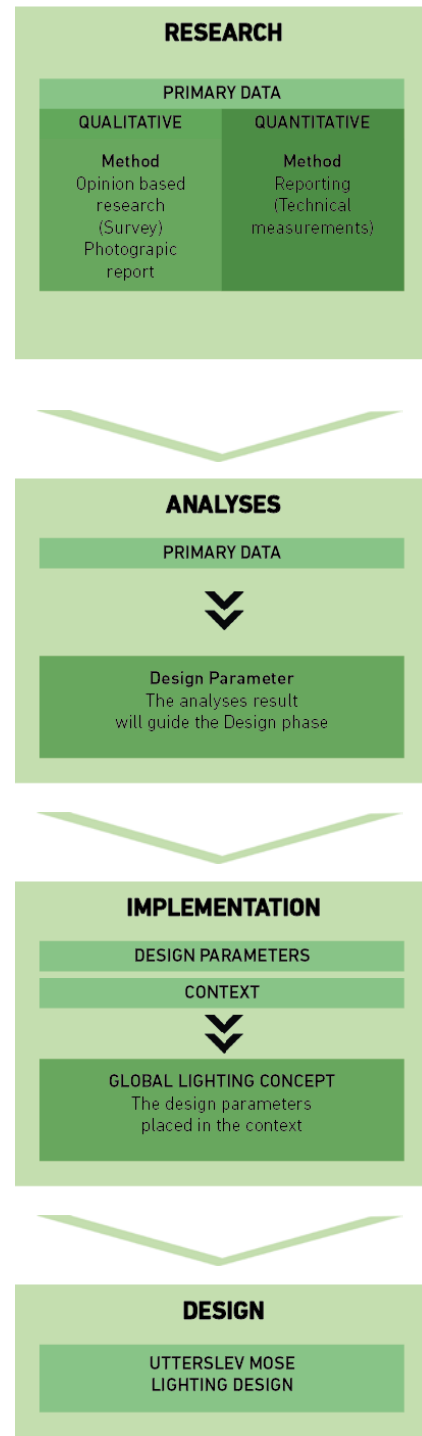 RESEARCH
PRIMARY DATA
QUALITATIVE
Method
Opinion based
research
(Survey)
Photograpic
report
QUANTITATIVE
Method
Reporting
(Technical
measurements)
ANALYSES
PRIMARY DATA
Design Parameter
The analyses result
will guide the Design phase
IMPLEMENTATION
DESIGN PARAMETERS
CONTEXT
GLOBAL LIGHTING CONCEPT
The design parameters
placed in the context
DESIGN
UTTERSLEV MOSE
LIGHTING DESIGN